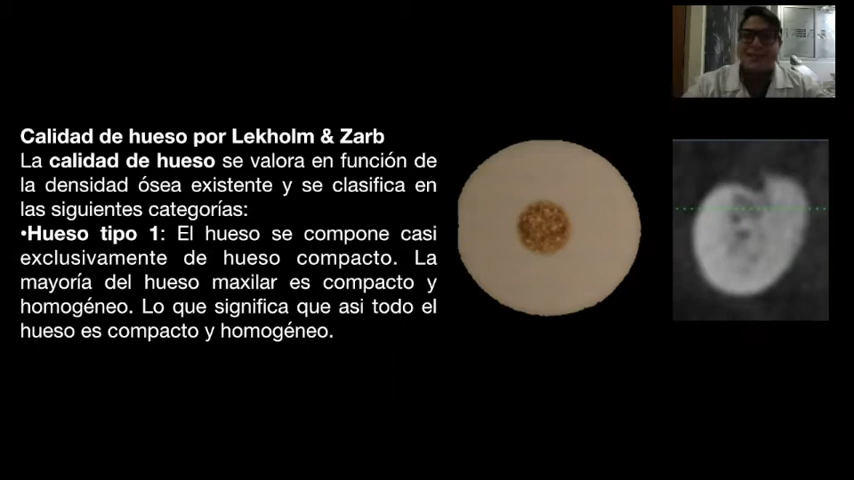 Calidad de hueso por Lekholm & Zarb
La calidad de hueso se valora en función de
la densidad ósea existente y se clasifica en
las siguientes categorías:
•Hueso tipo 1: El hueso se compone casi
exclusivamente de hueso compacto. La
mayoría del hueso maxilar es compacto y
homogéneo. Lo que significa que asi todo el
hueso es compacto y homogéneo.